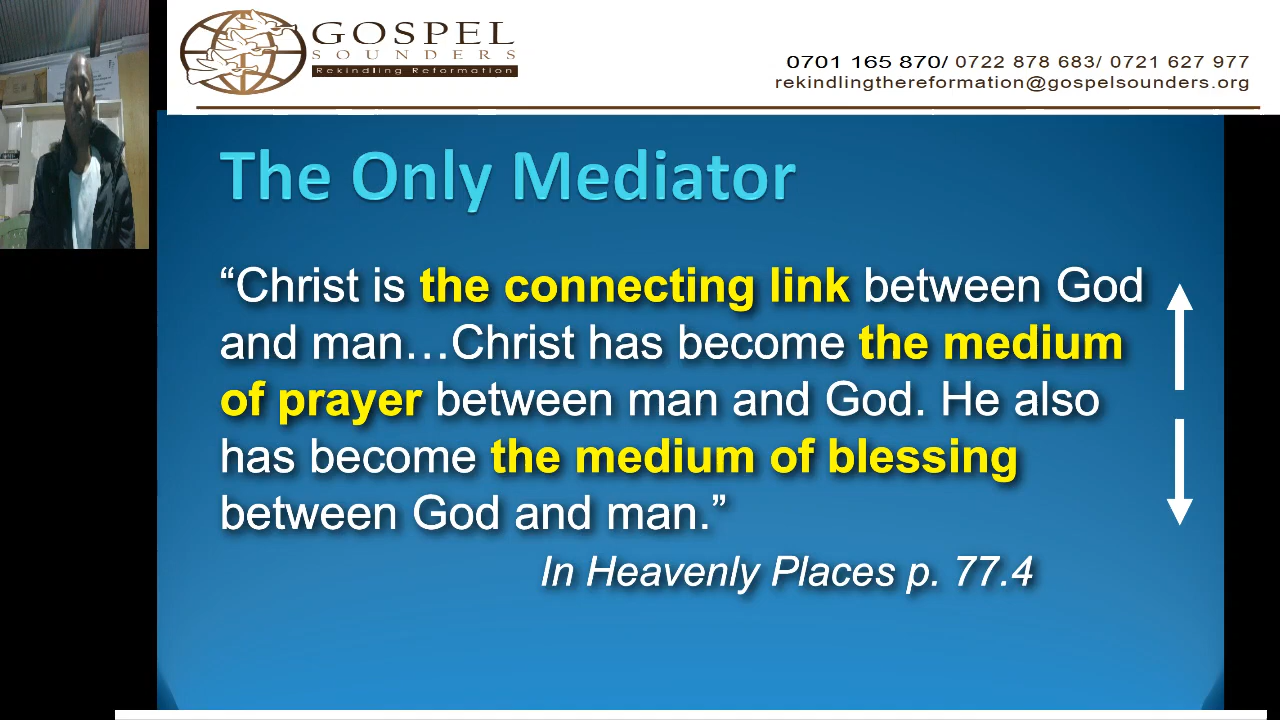 GOSPEL
SOUNDERS
Rekindling Reformation
0701 165 870/ 0722 878 683/ 0721 627 977
rekindlingthereformation@gospelsounders.org
The Only Mediator
“Christ is the connecting link between God
and man…Christ has become the medium
of prayer between man and God. He also
has become the medium of blessing
between God and man.”
In Heavenly Places p. 77.4